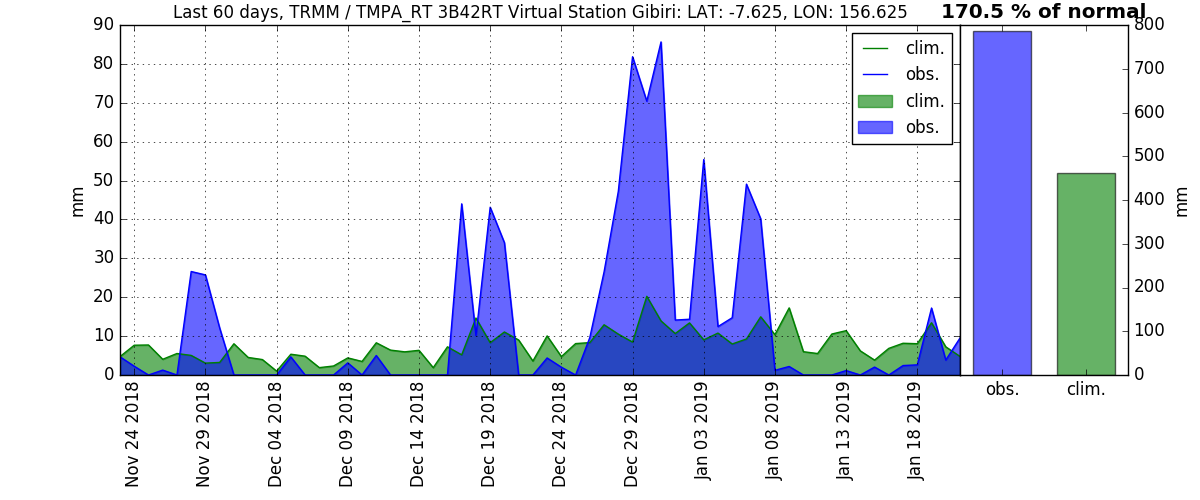 Last 60 days, TRMM / TMPA_RT 3B42RT Virtual Station Gibiri: LAT: -7.625, LON: 156.625
170.5 % of normal
90
80
70
60
50
40
30
20
10
0
mm
clim.
obs.
clim.
obs.
Nov 24 2018
Nov 29 2018
Dec 04 2018
Dec 09 2018
Dec 14 2018
Dec 19 2018
Dec 24 2018
Dec 29 2018
Jan 03 2019
Jan 08 2019
Jan 13 2019
Jan 18 2019
800
700
600
500
400
300
200
100
0
mm
obs.
clim.